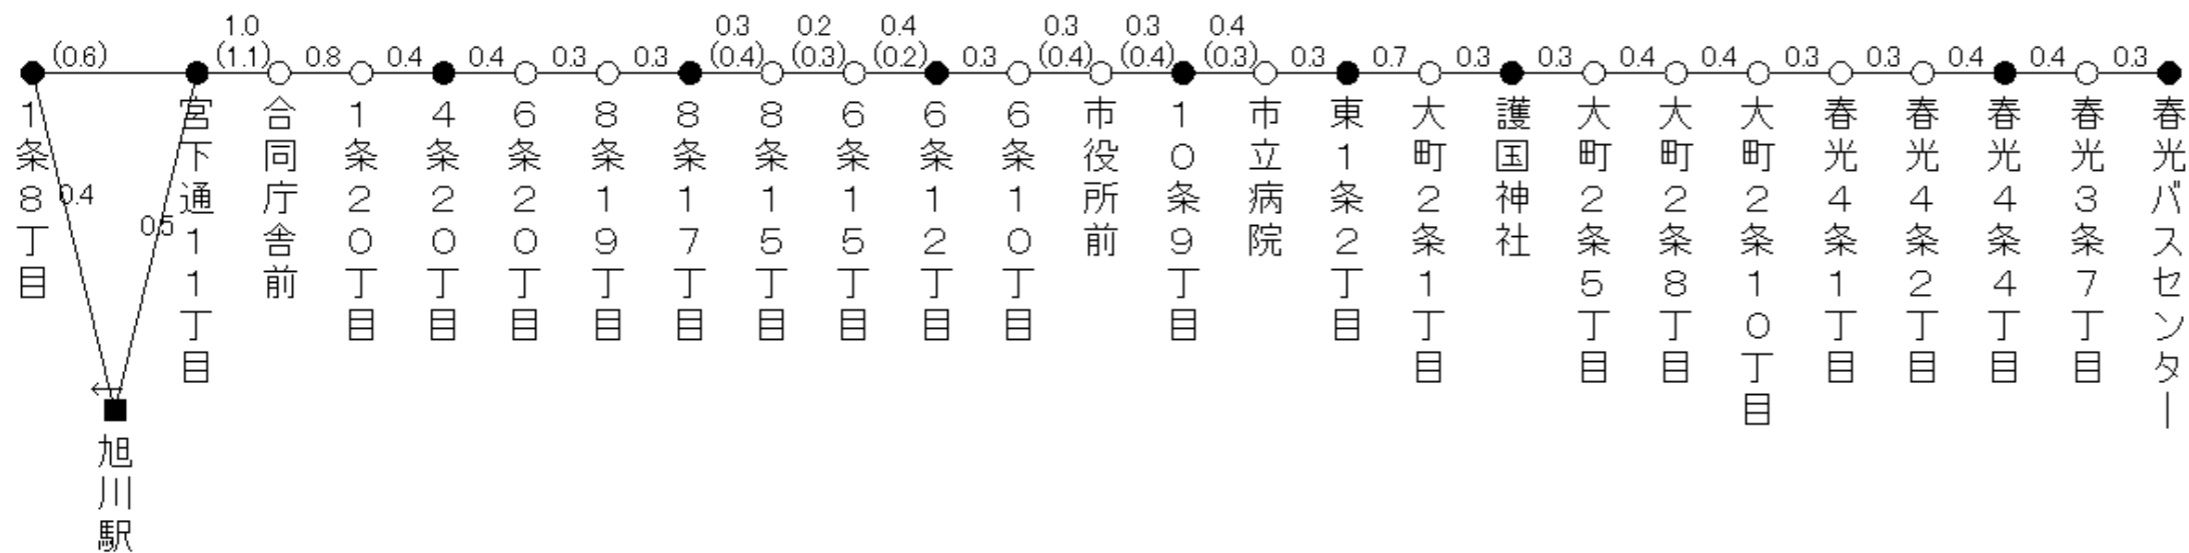 1.0
0.3
0.2
0.4
0.3
0.3
0.4
(0.6)
(1.1)
0.8
0.4
0.4
0.3
0.3
(0.4)
(0.3)
(0.2)
0.3
(0.4)
(0.4)
(0.3)
0.3
0.7
0.3
0.3
0.4
0.4
0.3
0.3
0.4
0.4
0.3
1条8丁目
宮下通11丁目
合同庁舎前
1条20丁目
4条20丁目
6条20丁目
8条19丁目
8条17丁目
8条15丁目
6条15丁目
6条12丁目
6条10丁目
市役所前
10条9丁目
市立病院
東1条2丁目
大町2条1丁目
護国神社
大町2条5丁目
大町2条8丁目
大町2条10丁目
春光4条1丁目
春光4条2丁目
春光4条4丁目
春光3条7丁目
春光バスセンター
0.4
0.5
旭川駅